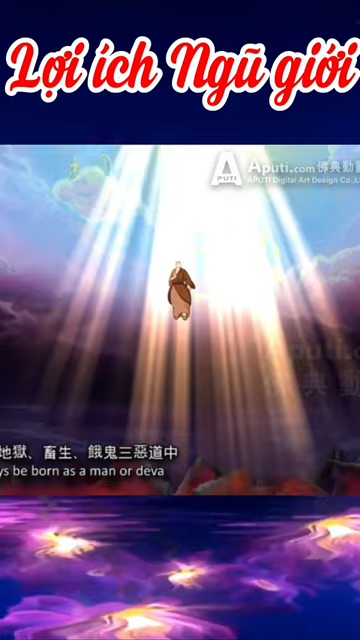 Lợi ích Ngũ giới
Aputi.com 佛典動畫
APUTI
APUTI Digital Art Design Co.,L
地獄、畜生、餓鬼三惡道中
ys be born as a man or deva